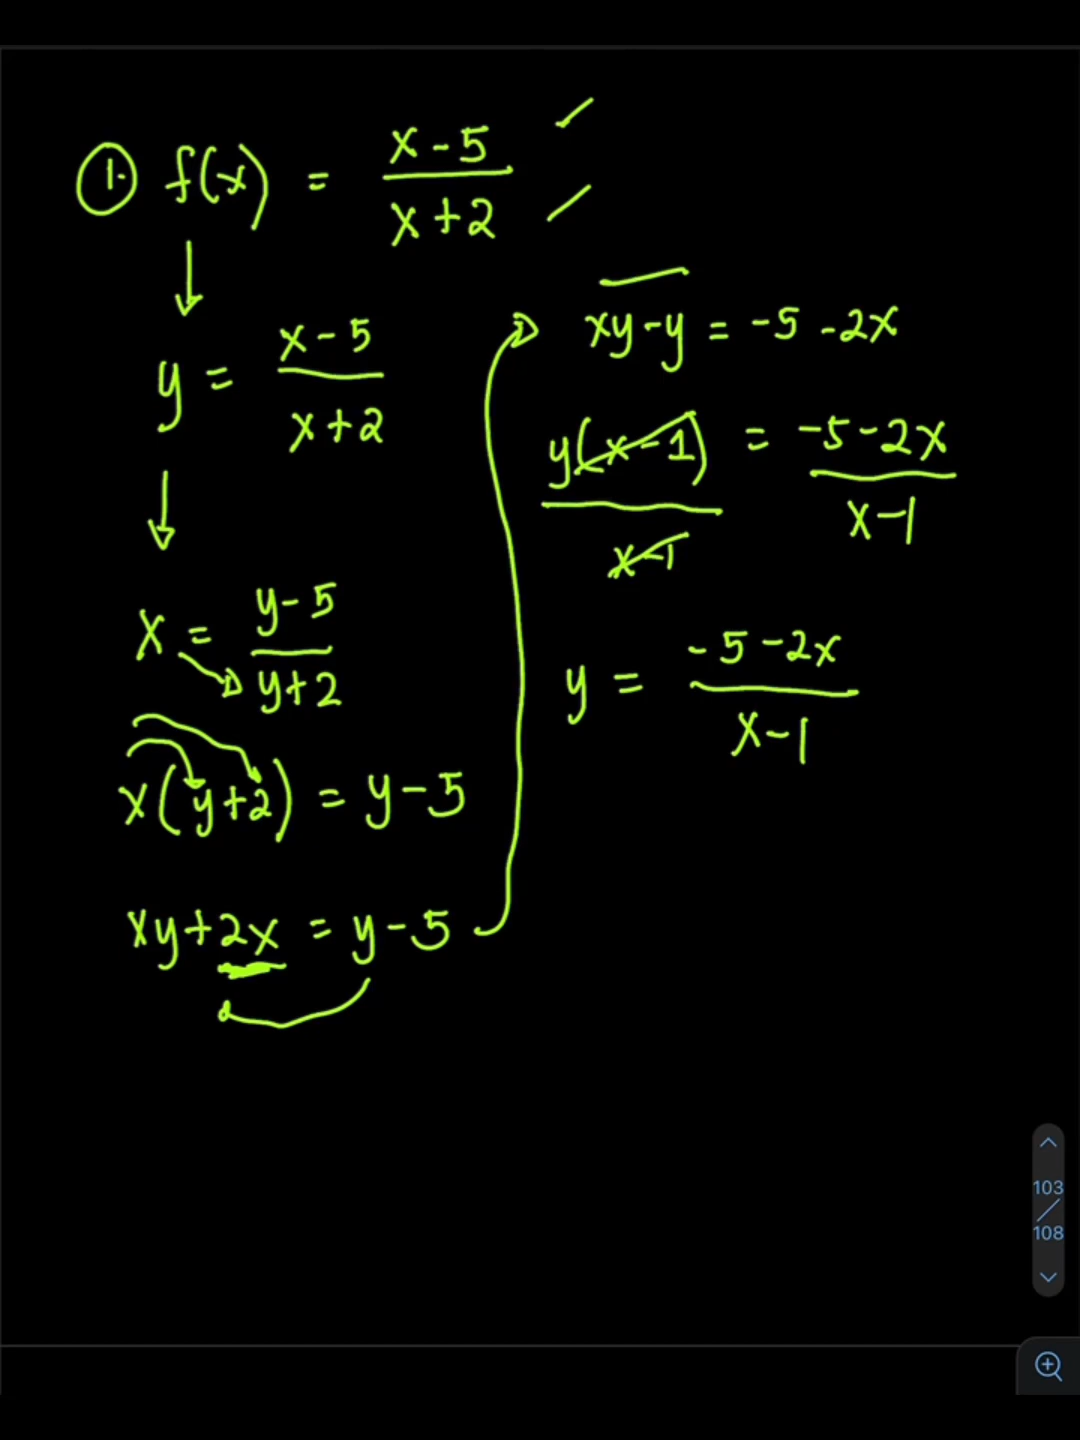 1. f(x) = (x-5)/(x+2)
y = (x-5)/(x+2)
x = (y-5)/(y+2)
x(y+2) = y-5
xy+2x = y-5
xy-y = -5-2x
y(x-1)/(x-1) = (-5-2x)/(x-1)
y = (-5-2x)/(x-1)
103
/
108